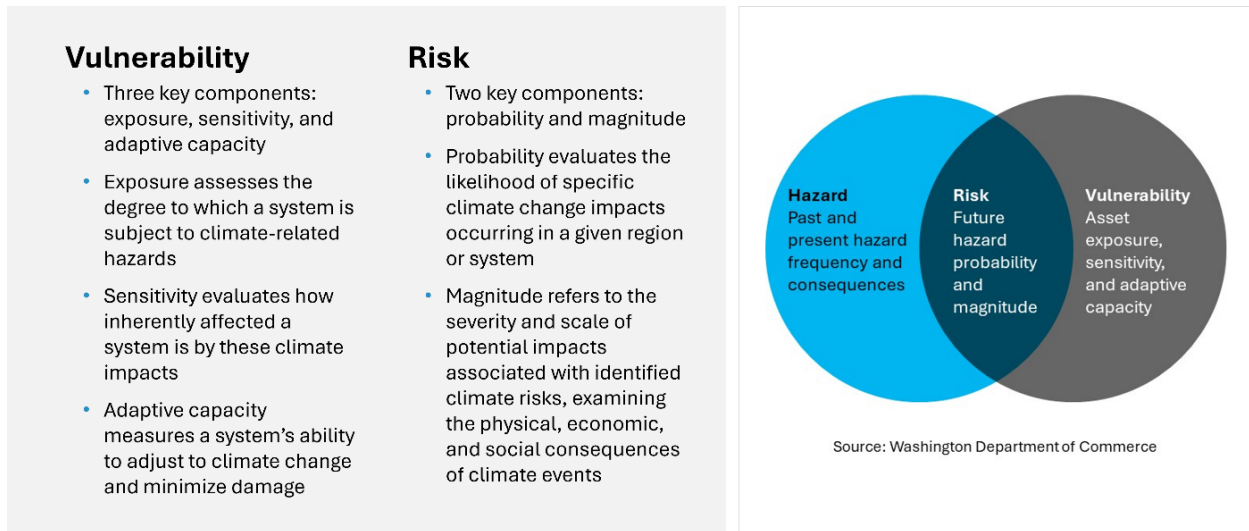 Vulnerability
• Three key components:
exposure, sensitivity, and
adaptive capacity
• Exposure assesses the
degree to which a system is
subject to climate-related
hazards
• Sensitivity evaluates how
inherently affected a
system is by these climate
impacts
• Adaptive capacity
measures a system’s ability
to adjust to climate change
and minimize damage
Risk
• Two key components:
probability and magnitude
• Probability evaluates the
likelihood of specific
climate change impacts
occurring in a given region
or system
• Magnitude refers to the
severity and scale of
potential impacts
associated with identified
climate risks, examining
the physical, economic,
and social consequences
of climate events
Hazard
Past and
present hazard
frequency and
consequences
Risk
Future
hazard
probability
and
magnitude
Vulnerability
Asset
exposure,
sensitivity,
and adaptive
capacity
Source: Washington Department of Commerce